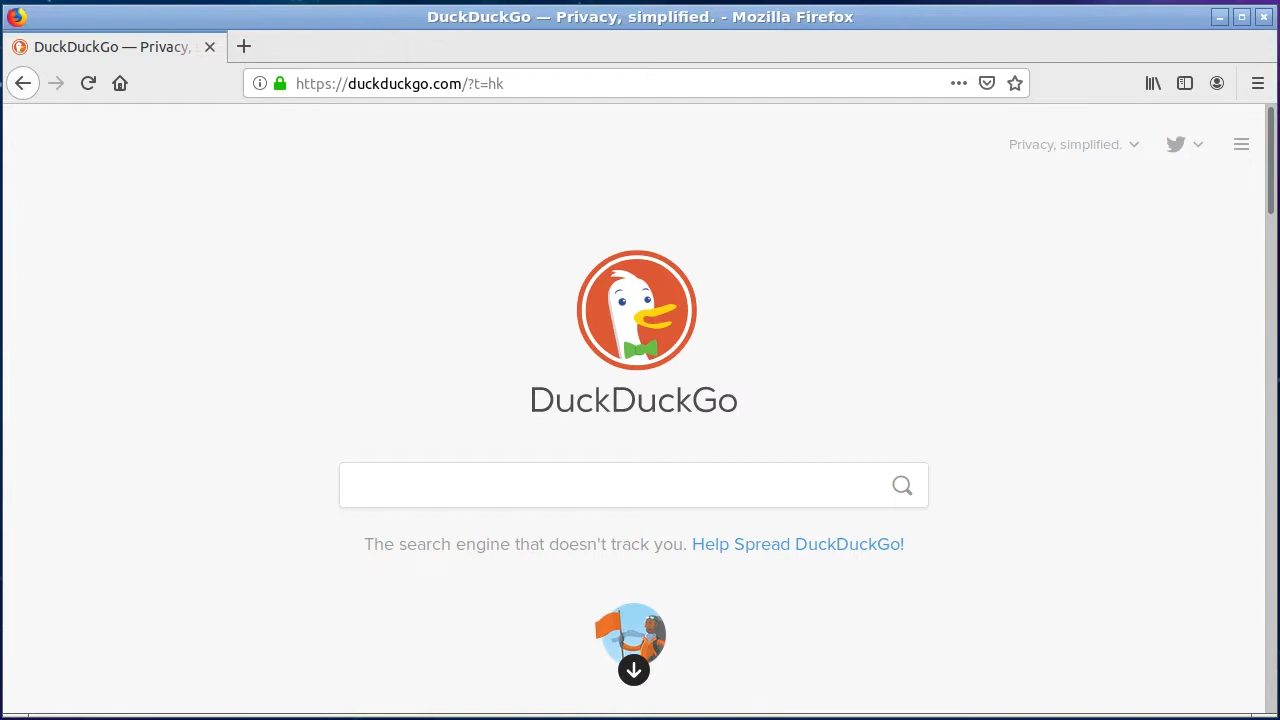 DuckDuckGo — Privacy, simplified. - Mozilla Firefox
DuckDuckGo — Privacy,
https://duckduckgo.com/?t=hk
Privacy, simplified.
DuckDuckGo
The search engine that doesn't track you. Help Spread DuckDuckGo!